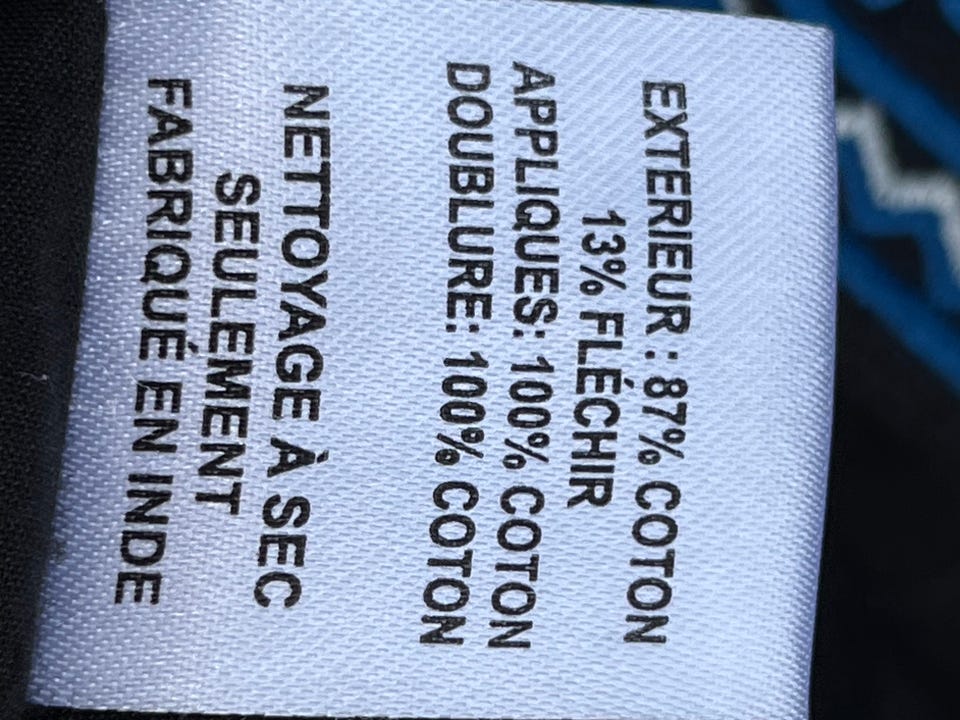 EXTERIEUR : 87% COTON
13% FLÉCHIR
APPLIQUES: 100% COTON
DOUBLURE: 100% COTON
NETTOYAGE À SEC
SEULEMENT
FABRIQUÉ EN INDE